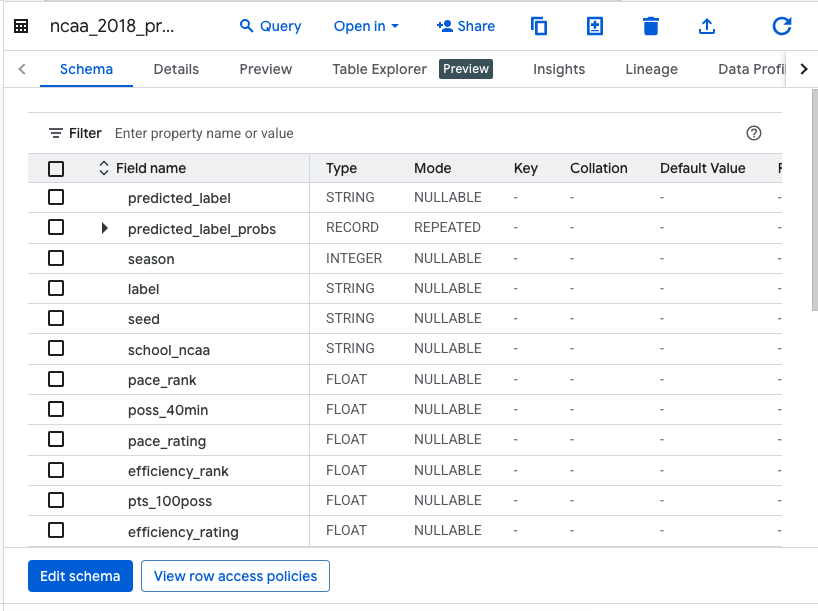 ncaa_2018_pr... Query Open in Share
Schema Details Preview Table Explorer Preview Insights Lineage Data Profi
Filter Enter property name or value
Field name Type Mode Key Collation Default Value
predicted_label STRING NULLABLE - - - -
predicted_label_probs RECORD REPEATED - - - -
season INTEGER NULLABLE - - - -
label STRING NULLABLE - - - -
seed STRING NULLABLE - - - -
school_ncaa STRING NULLABLE - - - -
pace_rank FLOAT NULLABLE - - - -
poss_40min FLOAT NULLABLE - - - -
pace_rating FLOAT NULLABLE - - - -
efficiency_rank FLOAT NULLABLE - - - -
pts_100poss FLOAT NULLABLE - - - -
efficiency_rating FLOAT NULLABLE - - - -
Edit schema View row access policies